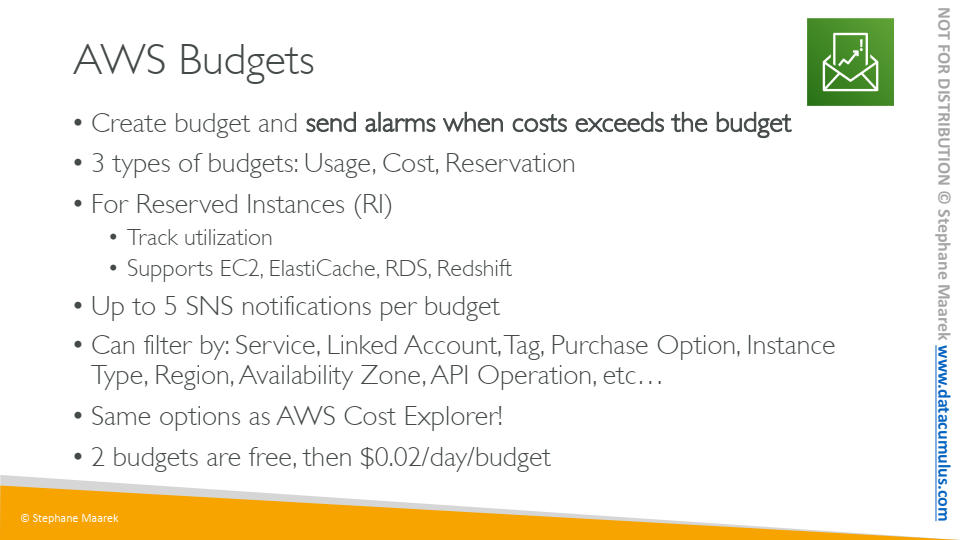 AWS Budgets
• Create budget and send alarms when costs exceeds the budget
• 3 types of budgets: Usage, Cost, Reservation
• For Reserved Instances (RI)
• Track utilization
• Supports EC2, ElastiCache, RDS, Redshift
• Up to 5 SNS notifications per budget
• Can filter by: Service, Linked Account, Tag, Purchase Option, Instance
Type, Region, Availability Zone, API Operation, etc…
• Same options as AWS Cost Explorer!
• 2 budgets are free, then $0.02/day/budget
© Stephane Maarek
NOT FOR DISTRIBUTION © Stephane Maarek www.datacumulus.com